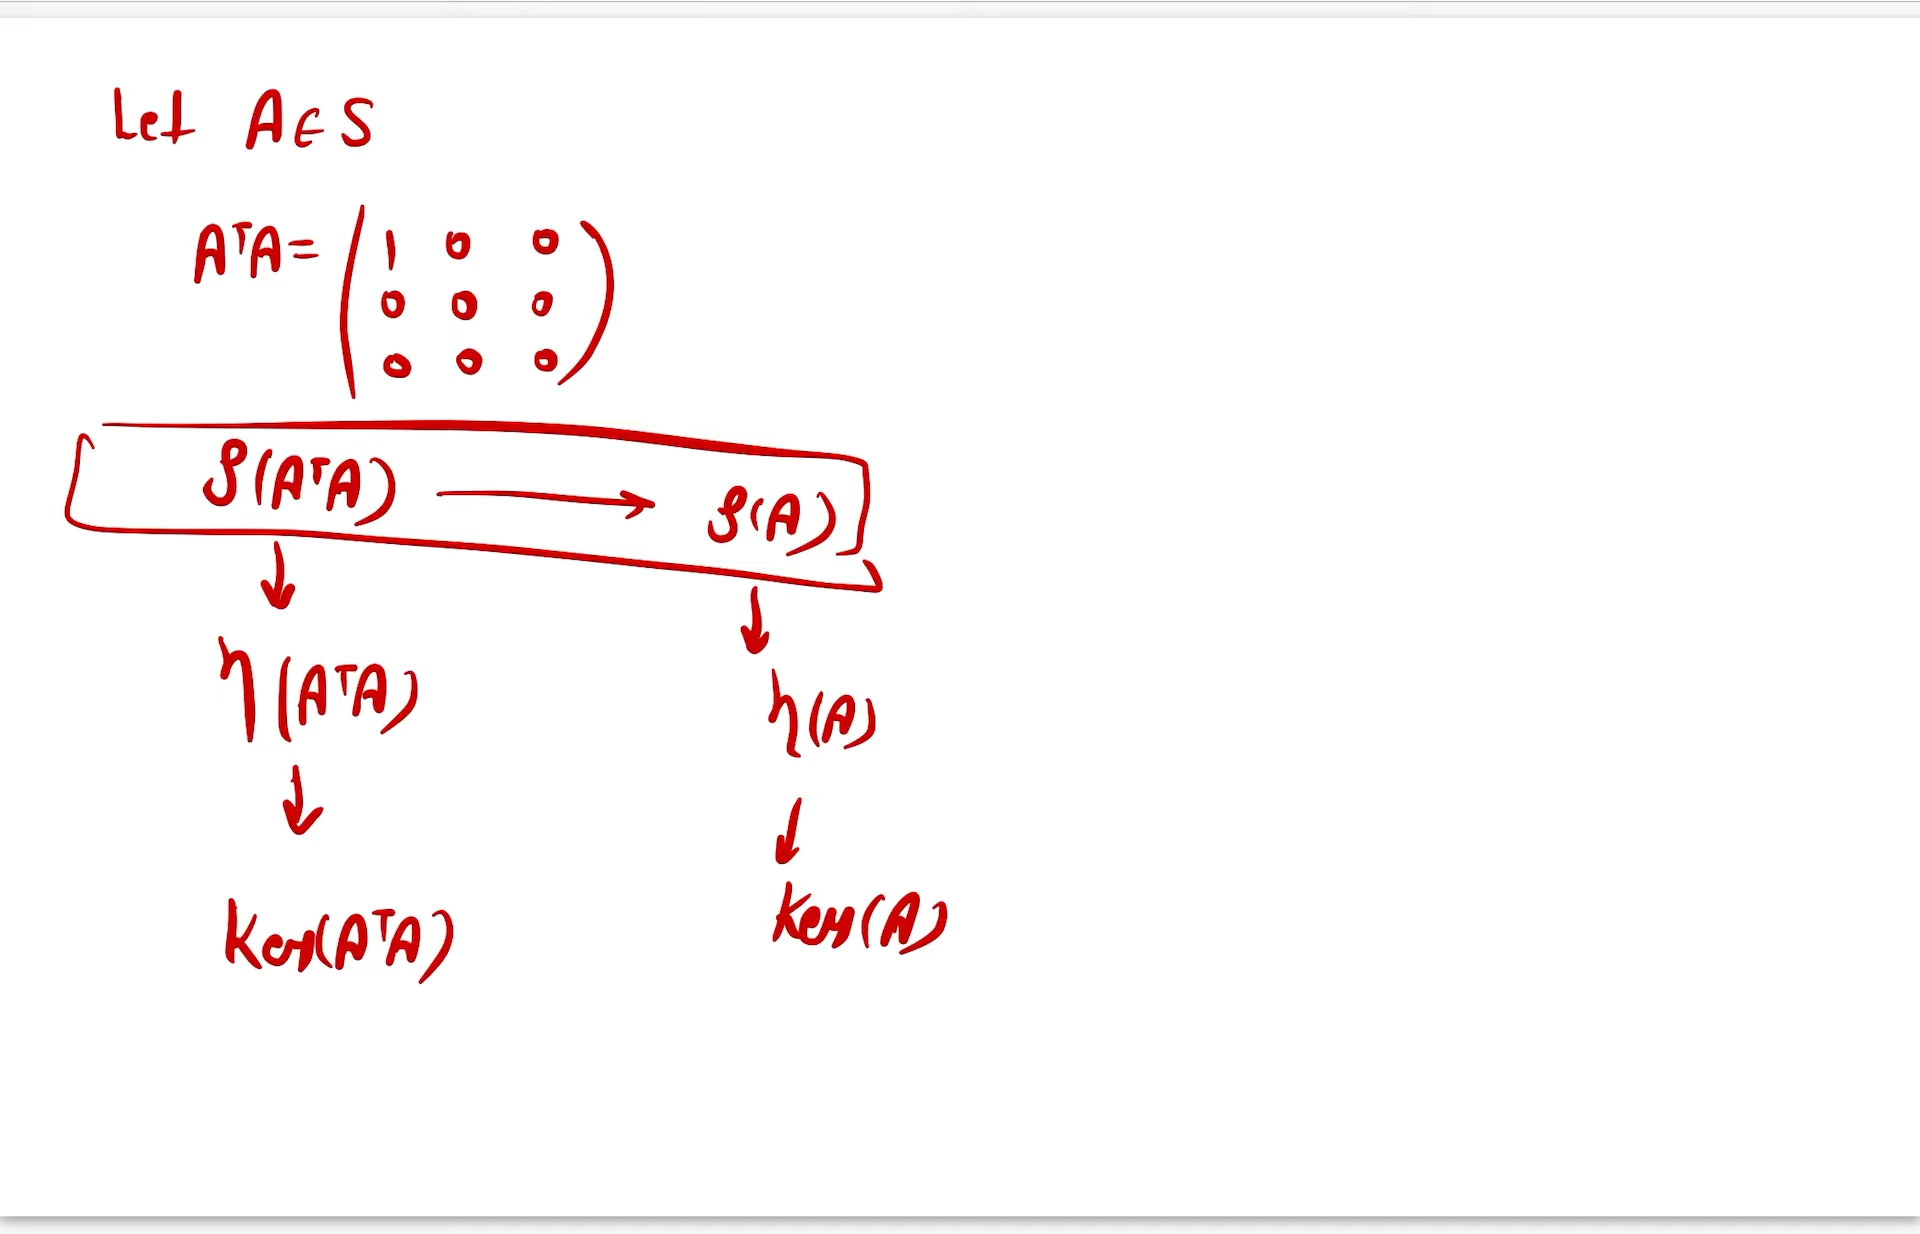 Let A∈S
AᵀA = ( 1 0 0
0 0 0
0 0 0 )
ρ(AᵀA) → ρ(A)
↓ ↓
η(AᵀA) η(A)
↓ ↓
Ker(AᵀA) Ker(A)